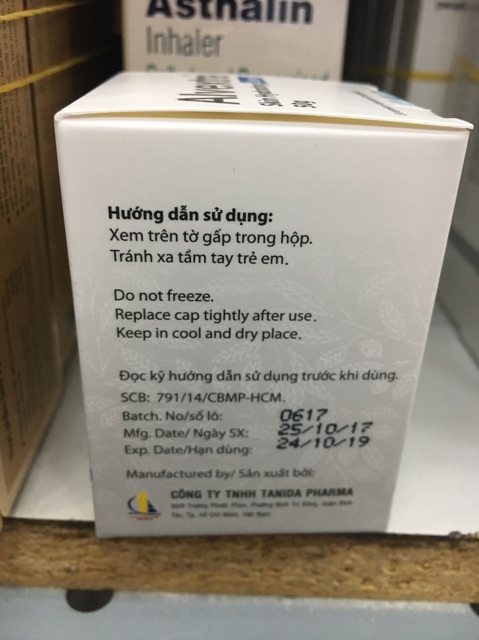 Asthalin
Inhaler
Hướng dẫn sử dụng:
Xem trên tờ gấp trong hộp.
Tránh xa tầm tay trẻ em.
Do not freeze.
Replace cap tightly after use.
Keep in cool and dry place.
Đọc kỹ hướng dẫn sử dụng trước khi dùng.
SCB: 791/14/CBMP-HCM.
Batch. No/số lô: 0617
Mfg. Date/ Ngày SX: 25/10/17
Exp. Date/Hạn dùng: 24/10/19
Manufactured by/ Sản xuất bởi:
CÔNG TY TNHH TANIDA PHARMA